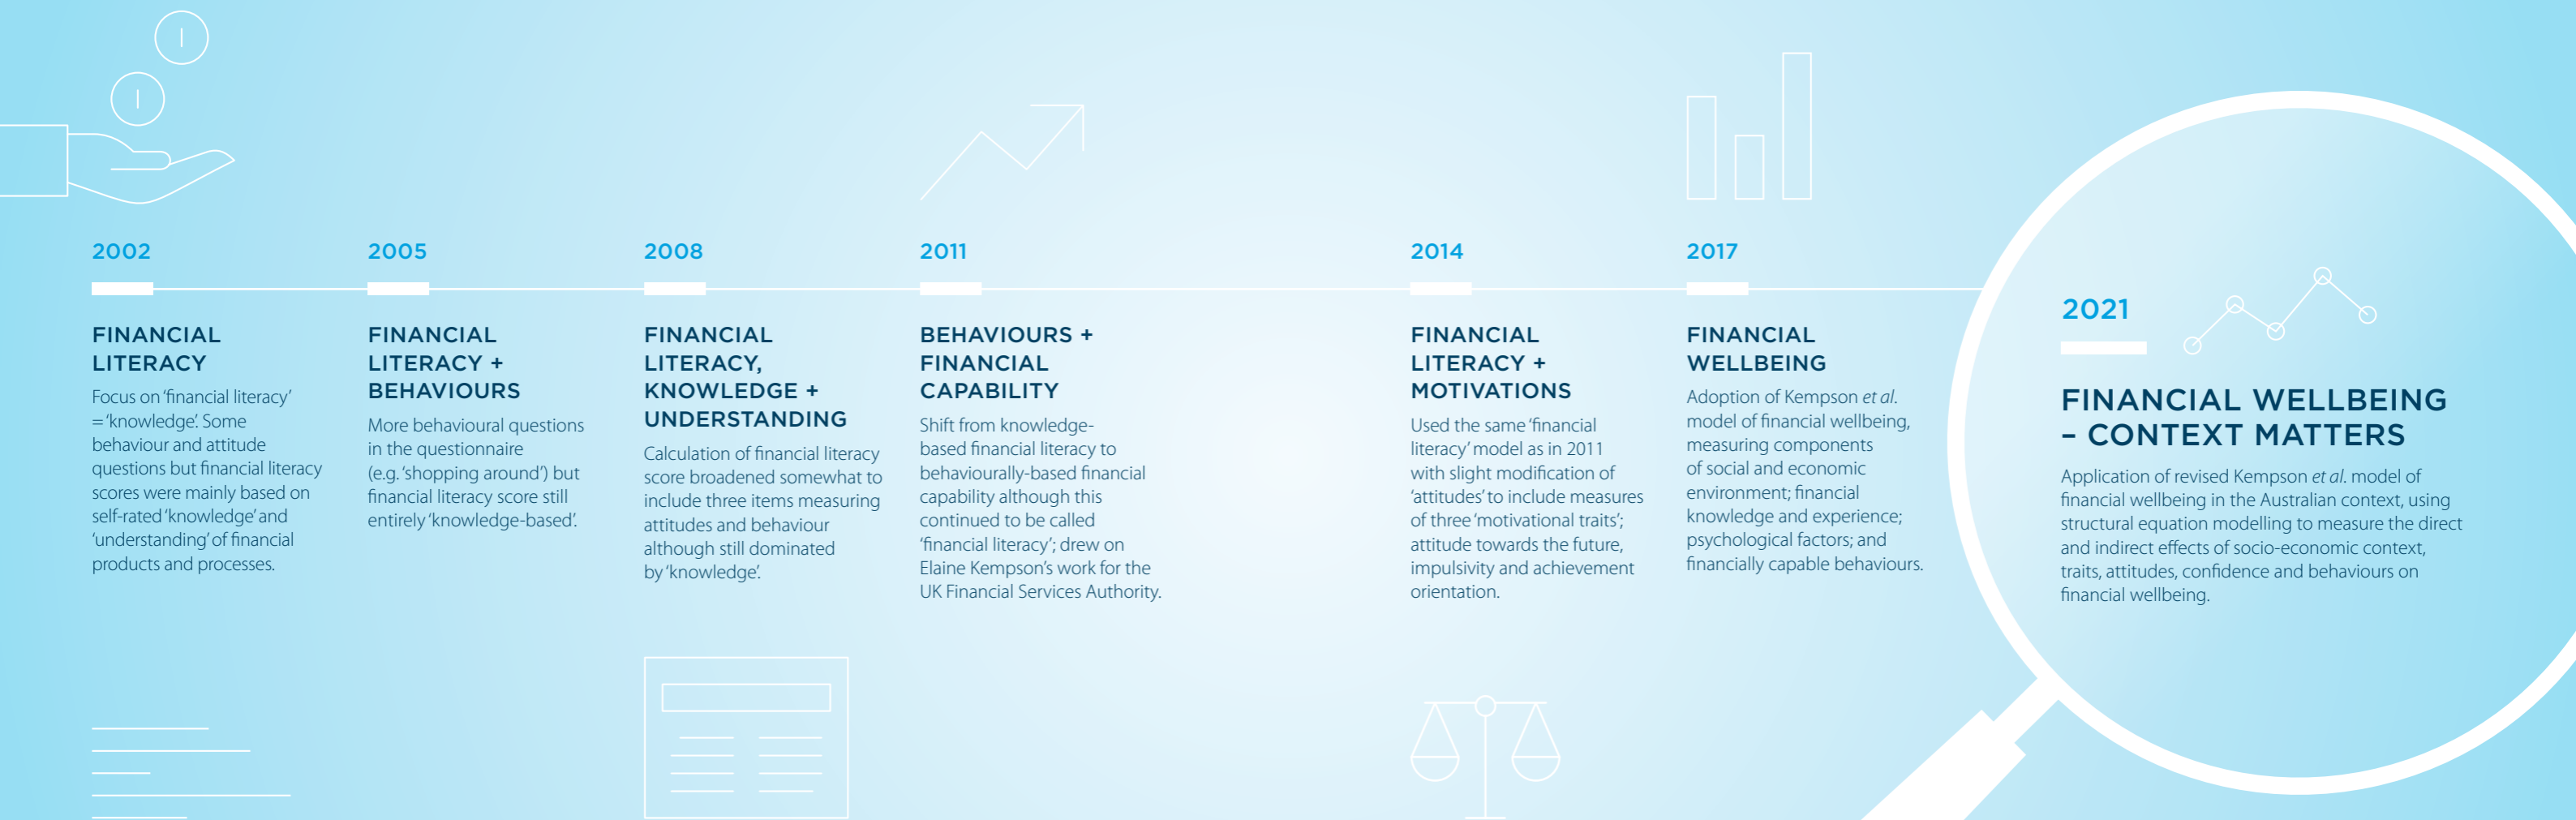 2002
FINANCIAL
LITERACY
Focus on ‘financial literacy’
= ‘knowledge’. Some
behaviour and attitude
questions but financial literacy
scores were mainly based on
self-rated ‘knowledge’ and
‘understanding’ of financial
products and processes.
2005
FINANCIAL
LITERACY +
BEHAVIOURS
More behavioural questions
in the questionnaire
(e.g. ‘shopping around’) but
financial literacy score still
entirely ‘knowledge-based’.
2008
FINANCIAL
LITERACY,
KNOWLEDGE +
UNDERSTANDING
Calculation of financial literacy
score broadened somewhat to
include three items measuring
attitudes and behaviour
although still dominated
by ‘knowledge’.
2011
BEHAVIOURS +
FINANCIAL
CAPABILITY
Shift from knowledge-
based financial literacy to
behaviourally-based financial
capability although this
continued to be called
‘financial literacy’; drew on
Elaine Kempson’s work for the
UK Financial Services Authority.
2014
FINANCIAL
LITERACY +
MOTIVATIONS
Used the same ‘financial
literacy’ model as in 2011
with slight modification of
‘attitudes’ to include measures
of three ‘motivational traits’;
attitude towards the future,
impulsivity and achievement
orientation.
2017
FINANCIAL
WELLBEING
Adoption of Kempson et al.
model of financial wellbeing,
measuring components
of social and economic
environment; financial
knowledge and experience;
psychological factors; and
financially capable behaviours.
2021
FINANCIAL WELLBEING
– CONTEXT MATTERS
Application of revised Kempson et al. model of
financial wellbeing in the Australian context, using
structural equation modelling to measure the direct
and indirect effects of socio-economic context,
traits, attitudes, confidence and behaviours on
financial wellbeing.